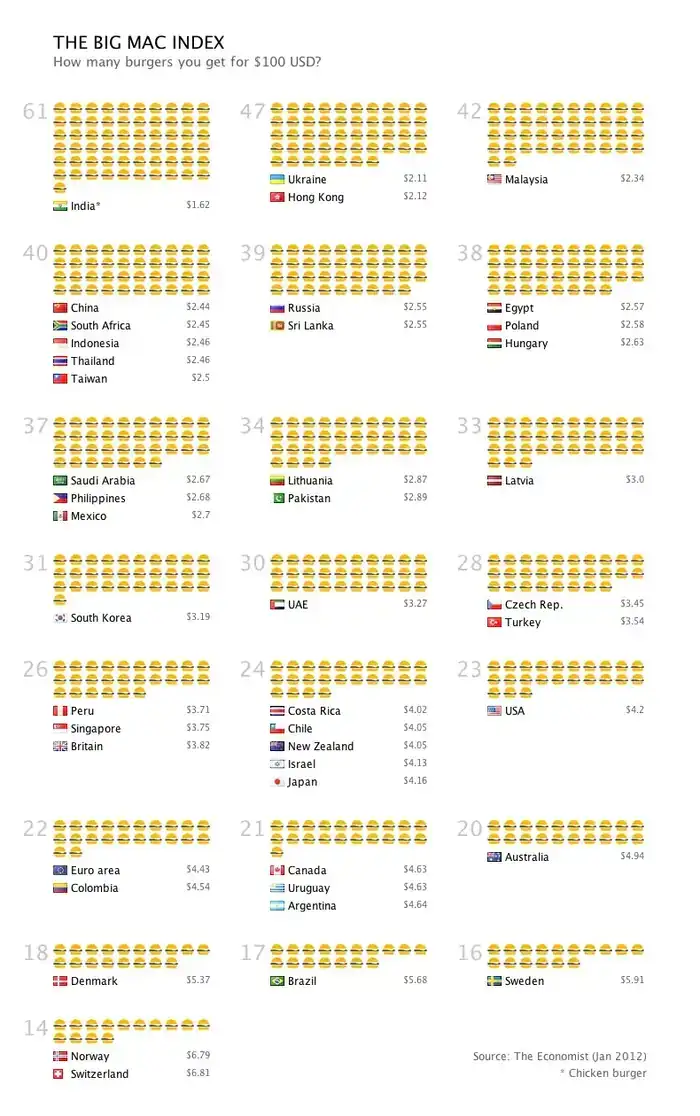 THE BIG MAC INDEX
How many burgers you get for $100 USD?
61
India* $1.62
47
Ukraine $2.11
Hong Kong $2.12
42
Malaysia $2.34
40
China $2.44
South Africa $2.45
Indonesia $2.46
Thailand $2.46
Taiwan $2.5
39
Russia $2.55
Sri Lanka $2.55
38
Egypt $2.57
Poland $2.58
Hungary $2.63
37
Saudi Arabia $2.67
Philippines $2.68
Mexico $2.7
34
Lithuania $2.87
Pakistan $2.89
33
Latvia $3.0
31
South Korea $3.19
30
UAE $3.27
28
Czech Rep. $3,45
Turkey $3.54
26
Peru $3.71
Singapore $3.75
Britain $3.82
24
Costa Rica $4.02
Chile $4.05
New Zealand $4.05
Israel $4.13
Japan $4.16
23
USA $4.2
22
Euro area $4,43
Colombia $4.54
21
Canada $4.63
Uruguay $4.63
Argentina $4.64
20
Australia $4.94
18
Denmark $5.37
17
Brazil $5.68
16
Sweden $5.91
14
Norway $6.79
Switzerland $6.81
Source: The Economist (Jan 2012)
* Chicken burger